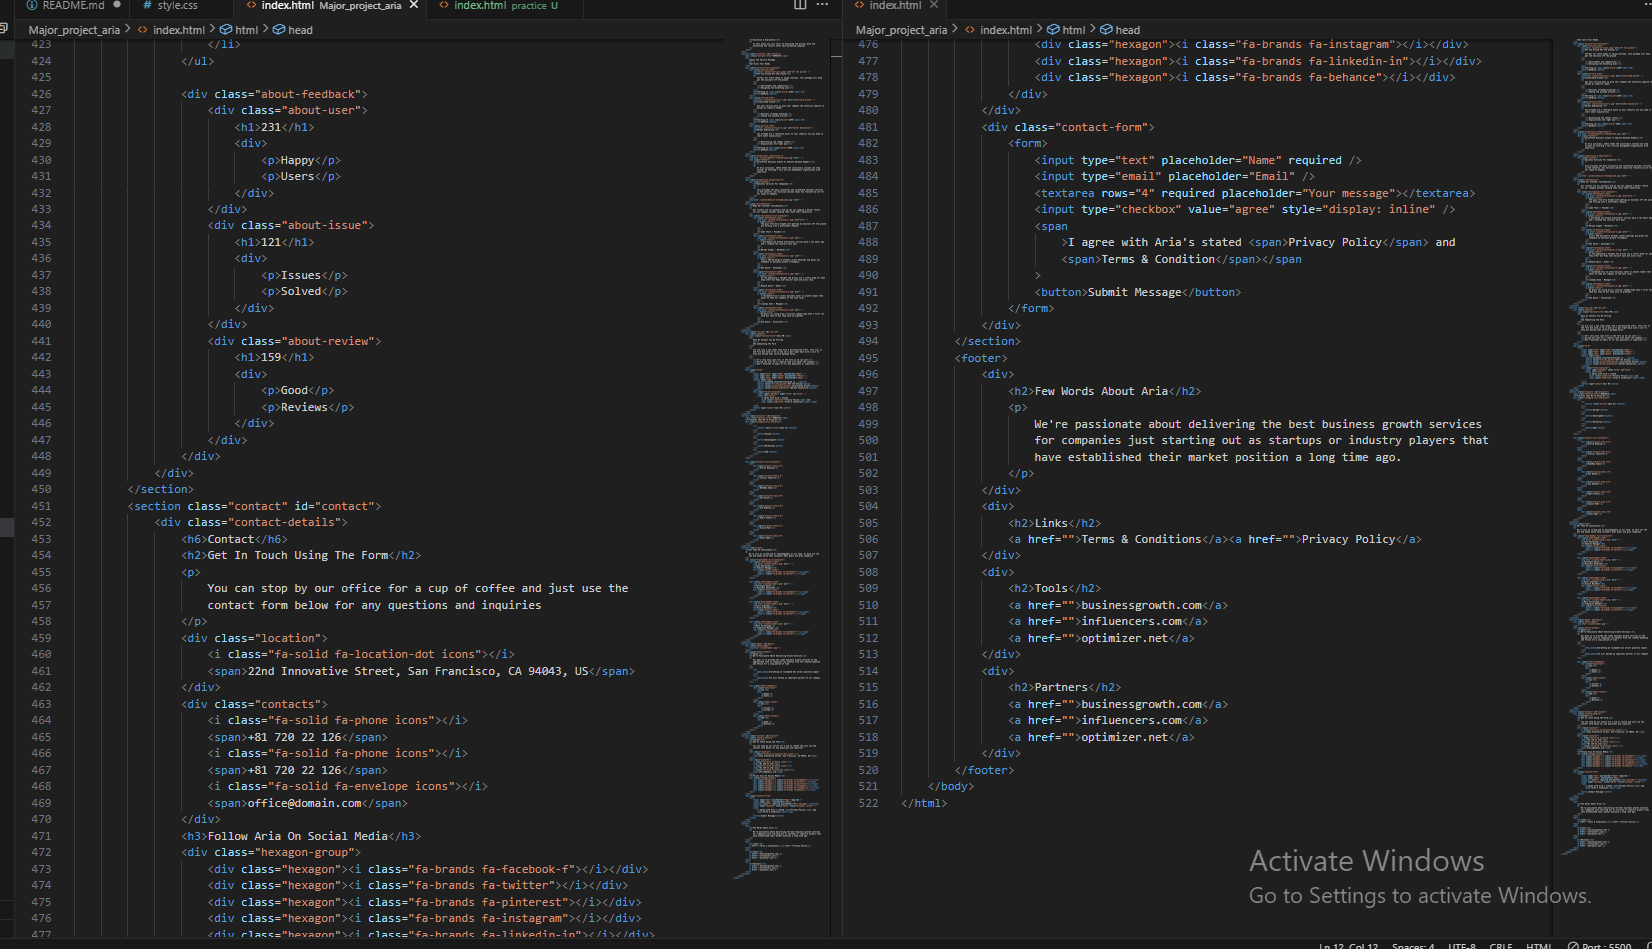 README.md
style.css
index.html Major_project_aria
index.html practice U
index.html
Major_project_aria > index.html > html > head
Major_project_aria > index.html > html > head
423 </li>
424 </ul>
425
426 <div class="about-feedback">
427 <div class="about-user">
428 <h1>231</h1>
429 <div>
430 <p>Happy</p>
431 <p>Users</p>
432 </div>
433 </div>
434 <div class="about-issue">
435 <h1>121</h1>
436 <div>
437 <p>Issues</p>
438 <p>Solved</p>
439 </div>
440 </div>
441 <div class="about-review">
442 <h1>159</h1>
443 <div>
444 <p>Good</p>
445 <p>Reviews</p>
446 </div>
447 </div>
448 </div>
449 </div>
450 </section>
451 <section class="contact" id="contact">
452 <div class="contact-details">
453 <h6>Contact</h6>
454 <h2>Get In Touch Using The Form</h2>
455 <p>
456 You can stop by our office for a cup of coffee and just use the
457 contact form below for any questions and inquiries
458 </p>
459 <div class="location">
460 <i class="fa-solid fa-location-dot icons"></i>
461 <span>22nd Innovative Street, San Francisco, CA 94043, US</span>
462 </div>
463 <div class="contacts">
464 <i class="fa-solid fa-phone icons"></i>
465 <span>+81 720 22 126</span>
466 <i class="fa-solid fa-phone icons"></i>
467 <span>+81 720 22 126</span>
468 <i class="fa-solid fa-envelope icons"></i>
469 <span>office@domain.com</span>
470 </div>
471 <h3>Follow Aria On Social Media</h3>
472 <div class="hexagon-group">
473 <div class="hexagon"><i class="fa-brands fa-facebook-f"></i></div>
474 <div class="hexagon"><i class="fa-brands fa-twitter"></i></div>
475 <div class="hexagon"><i class="fa-brands fa-pinterest"></i></div>
476 <div class="hexagon"><i class="fa-brands fa-instagram"></i></div>
477 <div class="hexagon"><i class="fa-brands fa-linkedin-in"></i></div>
476 <div class="hexagon"><i class="fa-brands fa-instagram"></i></div>
477 <div class="hexagon"><i class="fa-brands fa-linkedin-in"></i></div>
478 <div class="hexagon"><i class="fa-brands fa-behance"></i></div>
479 </div>
480 </div>
481 <div class="contact-form">
482 <form>
483 <input type="text" placeholder="Name" required />
484 <input type="email" placeholder="Email" />
485 <textarea rows="4" required placeholder="Your message"></textarea>
486 <input type="checkbox" value="agree" style="display: inline" />
487 <span
488 >I agree with Aria's stated <span>Privacy Policy</span> and
489 <span>Terms & Condition</span></span
490 >
491 <button>Submit Message</button>
492 </form>
493 </div>
494 </section>
495 <footer>
496 <div>
497 <h2>Few Words About Aria</h2>
498 <p>
499 We're passionate about delivering the best business growth services
500 for companies just starting out as startups or industry players that
501 have established their market position a long time ago.
502 </p>
503 </div>
504 <div>
505 <h2>Links</h2>
506 <a href="">Terms & Conditions</a><a href="">Privacy Policy</a>
507 </div>
508 <div>
509 <h2>Tools</h2>
510 <a href="">businessgrowth.com</a>
511 <a href="">influencers.com</a>
512 <a href="">optimizer.net</a>
513 </div>
514 <div>
515 <h2>Partners</h2>
516 <a href="">businessgrowth.com</a>
517 <a href="">influencers.com</a>
518 <a href="">optimizer.net</a>
519 </div>
520 </footer>
521 </body>
522 </html>
Activate Windows
Go to Settings to activate Windows.
Ln 12, Col 12 Spaces: 4 UTF-8 CRLF HTML Port : 5500